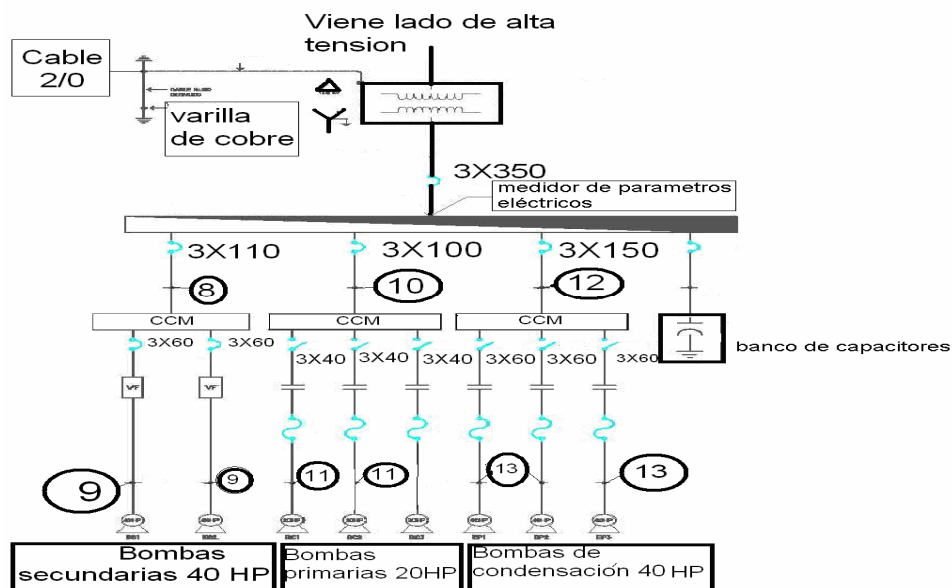 Viene lado de alta
tension
Cable
2/0
varilla
de cobre
3X350
medidor de parametros
eléctricos
3X110
3X100
3X150
8
10
12
CCM
CCM
CCM
3X60
3X60
3X40
3X40
3X40
3X60
3X60
3X60
banco de capacitores
VF
VF
9
9
11
11
13
13
Bombas
secundarias 40 HP
Bombas
primarias 20HP
Bombas de
condensación 40 HP